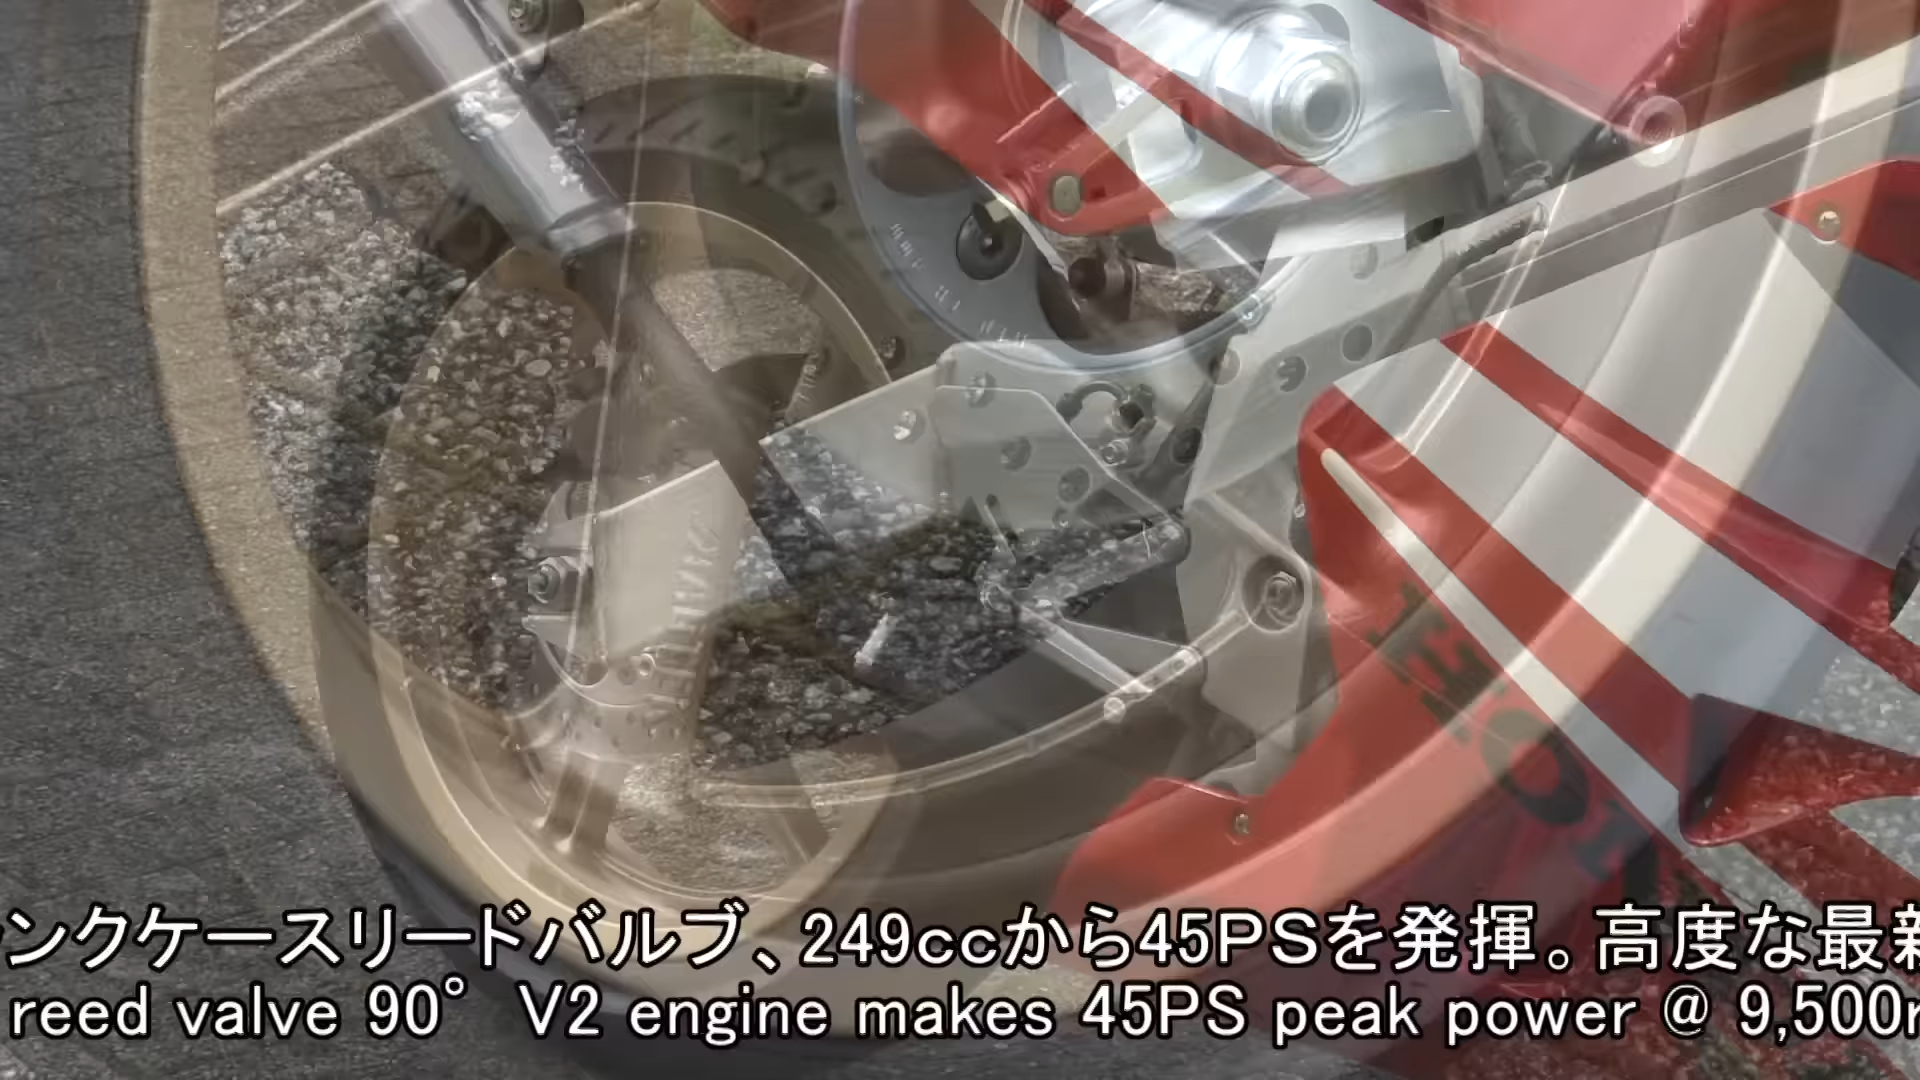 ンクケースリードバルブ、249ccから45PSを発揮。高度な最新
reed valve 90° V2 engine makes 45PS peak power @ 9,500r